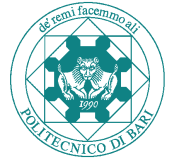 de' remi facemmo ali
1990
POLITECNICO DI BARI